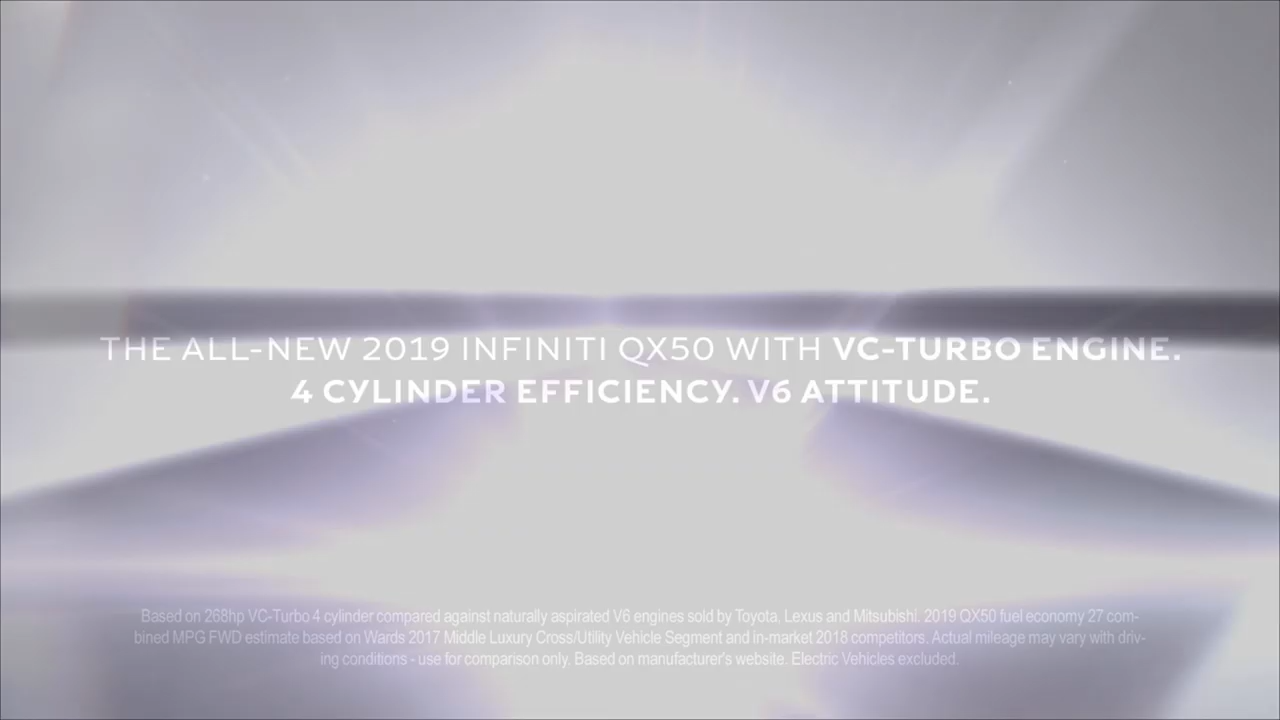 THE ALL-NEW 2019 INFINITI QX50 WITH VC-TURBO ENGINE.
4 CYLINDER EFFICIENCY. V6 ATTITUDE.
Based on 268hp VC-Turbo 4 cylinder compared against naturally aspirated V6 engines sold by Toyota, Lexus and Mitsubishi. 2019 QX50 fuel economy 27 com-
bined MPG FWD estimate based on Wards 2017 Middle Luxury Cross/Utility Vehicle Segment and in-market 2018 competitors. Actual mileage may vary with driv-
ing conditions - use for comparison only. Based on manufacturer's website. Electric Vehicles excluded.